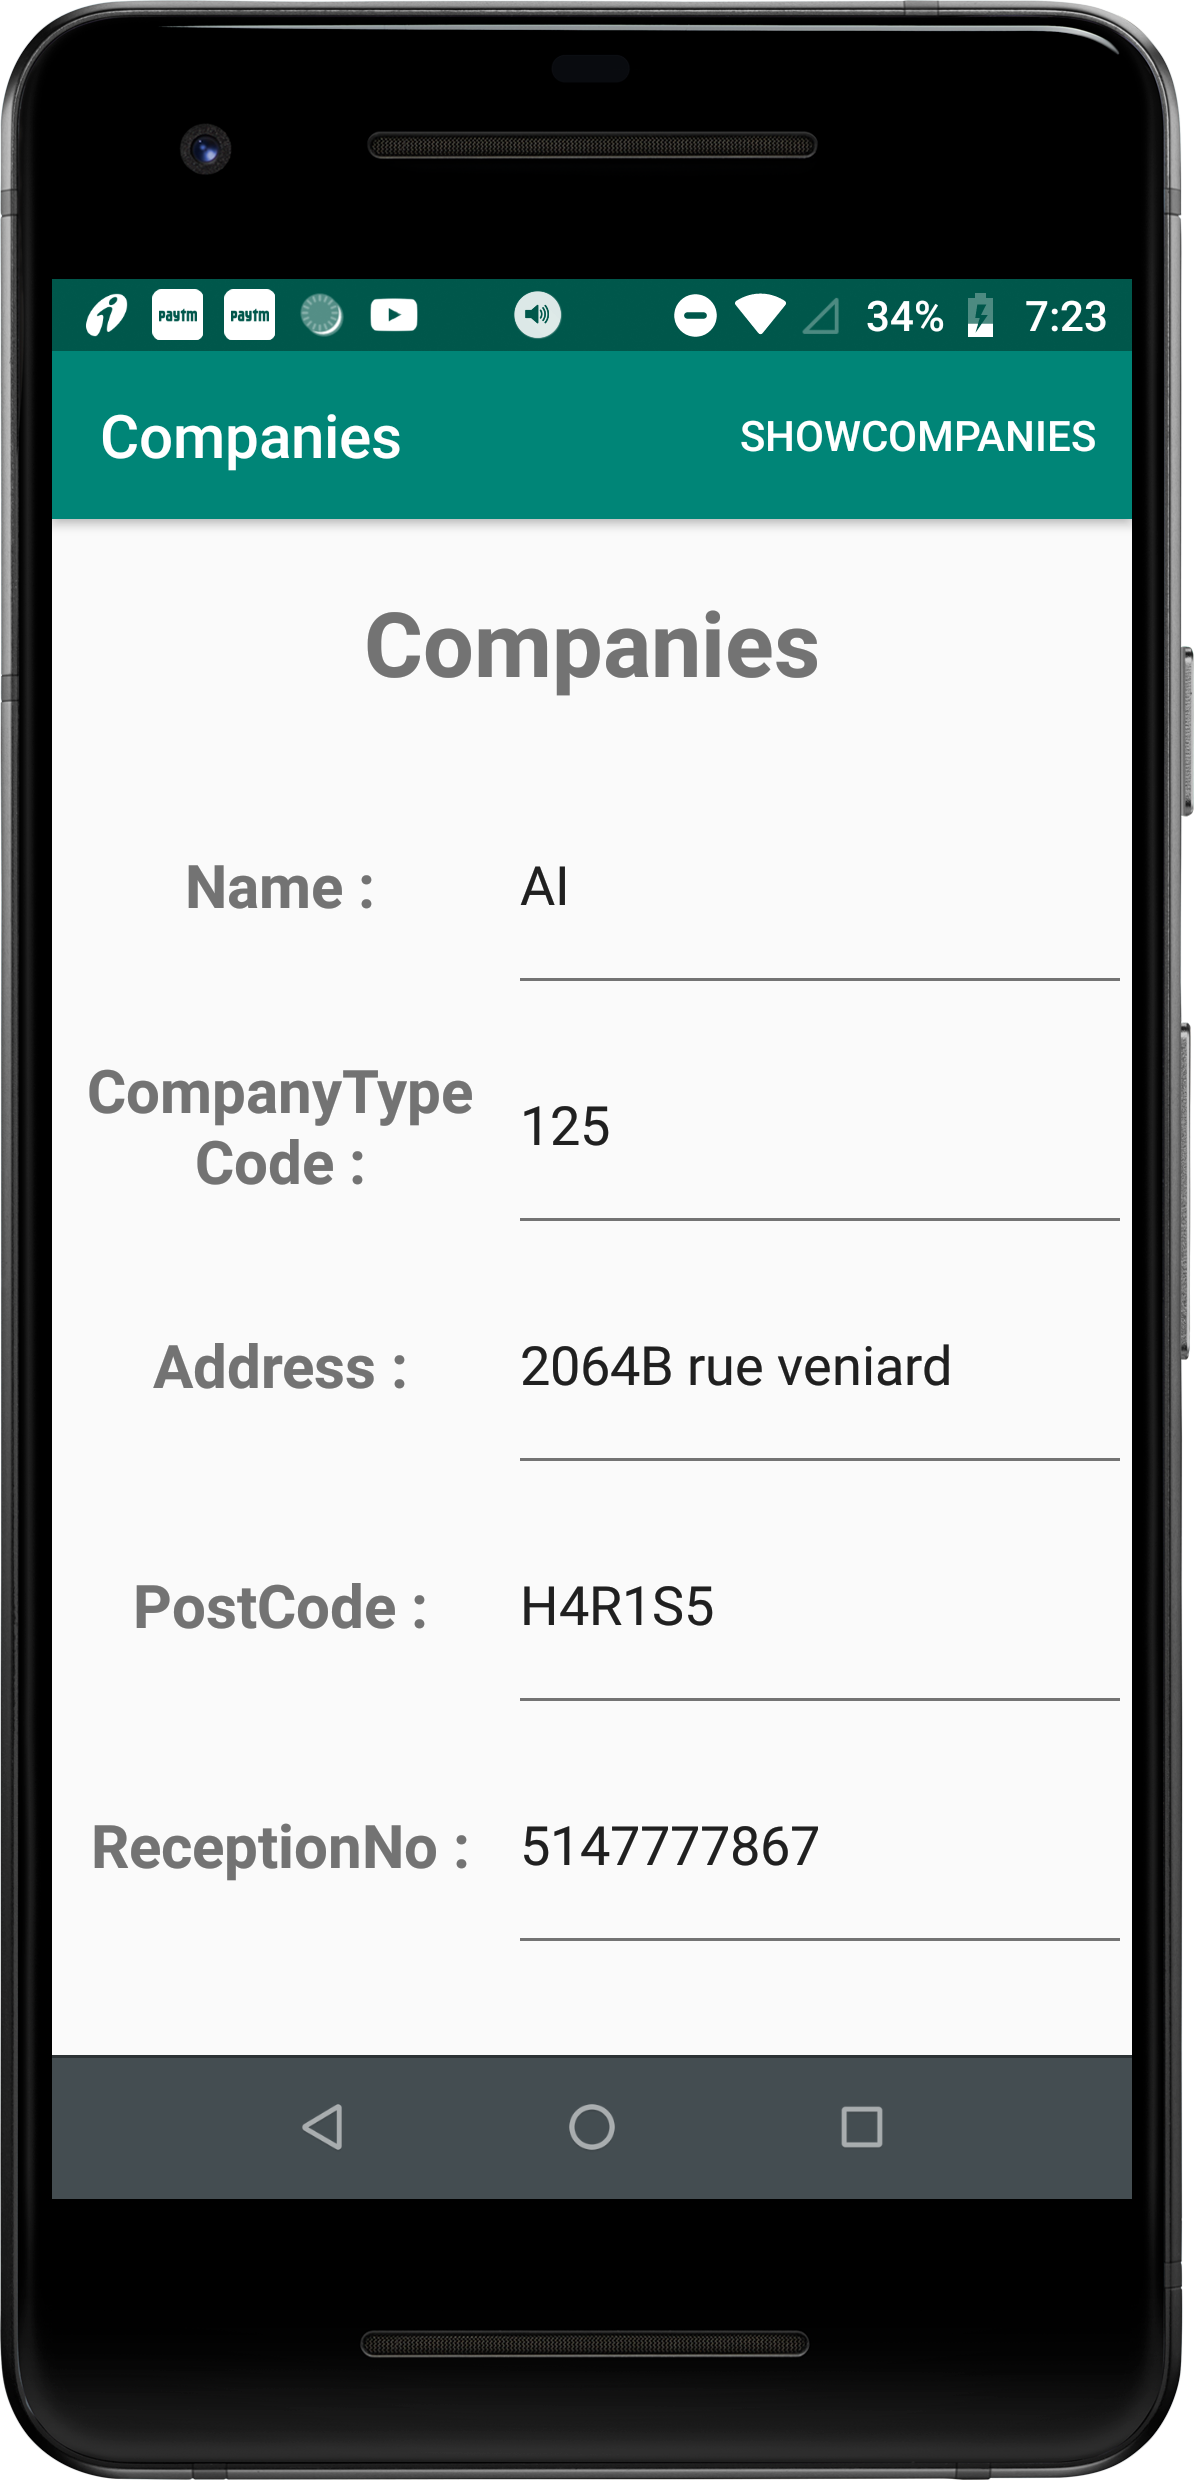 paytm paytm 34% 7:23
Companies SHOWCOMPANIES
Companies
Name : AI
CompanyType
Code : 125
Address : 2064B rue veniard
PostCode : H4R1S5
ReceptionNo : 5147777867